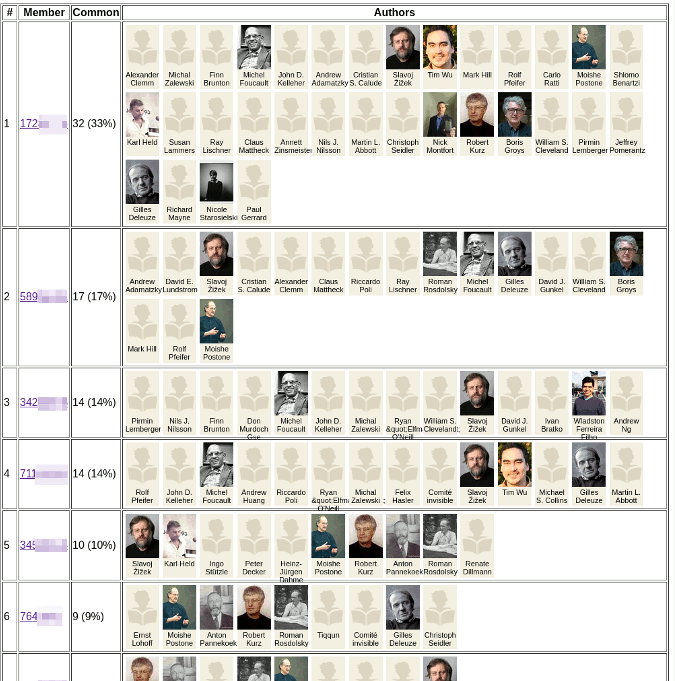 # Member Common Authors
1 172 32 (33%)
Alexander Clemm
Michal Zalewski
Finn Brunton
Michel Foucault
John D. Kelleher
Andrew Adamatzky
Cristian S. Calude
Slavoj Žižek
Tim Wu
Mark Hill
Rolf Pfeifer
Carlo Ratti
Moishe Postone
Shlomo Benartzi
Karl Held
Susan Lammers
Ray Lischner
Claus Mattheck
Annett Zinsmeister
Nils J. Nilsson
Martin L. Abbott
Christoph Seidler
Nick Montfort
Robert Kurz
Boris Groys
William S. Cleveland
Pirmin Lemberger
Jeffrey Pomerantz
Gilles Deleuze
Richard Mayne
Nicole Starosielski
Paul Gerrard
2 589 17 (17%)
Andrew Adamatzky
David E. Lundstrom
Slavoj Žižek
Cristian S. Calude
Alexander Clemm
Claus Mattheck
Riccardo Poli
Ray Lischner
Roman Rosdolsky
Michel Foucault
Gilles Deleuze
David J. Gunkel
William S. Cleveland
Boris Groys
Mark Hill
Rolf Pfeifer
Moishe Postone
3 342 14 (14%)
Pirmin Lemberger
Nils J. Nilsson
Finn Brunton
Don Murdoch Gse
Michel Foucault
John D. Kelleher
Michal Zalewski
Ryan &quot;Elfm O'Neill
William S. Cleveland
Slavoj Žižek
David J. Gunkel
Ivan Bratko
Wladston Ferreira Filho
Andrew Ng
4 711 14 (14%)
Rolf Pfeifer
John D. Kelleher
Michel Foucault
Andrew Huang
Riccardo Poli
Ryan &quot;Elfm O'Neill
Michal Zalewski
Felix Hasler
Comité invisible
Slavoj Žižek
Tim Wu
Michael S. Collins
Gilles Deleuze
Martin L. Abbott
5 345 10 (10%)
Slavoj Žižek
Karl Held
Ingo Stützle
Peter Decker
Heinz-Jürgen Dahme
Moishe Postone
Robert Kurz
Anton Pannekoek
Roman Rosdolsky
Renate Dillmann
6 764 9 (9%)
Ernst Lohoff
Moishe Postone
Anton Pannekoek
Robert Kurz
Roman Rosdolsky
Tiqqun
Comité invisible
Gilles Deleuze
Christoph Seidler